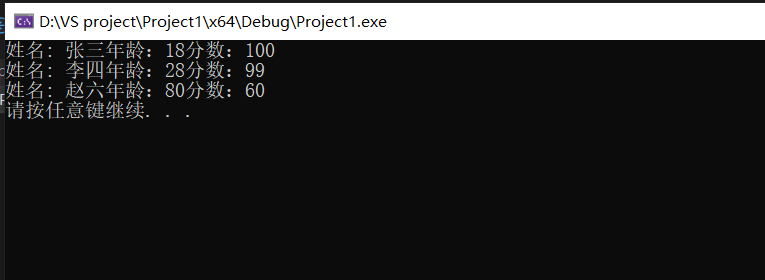 D:\VS project\Project1\x64\Debug\Project1.exe
姓名: 张三年龄：18分数：100
姓名: 李四年龄：28分数：99
姓名: 赵六年龄：80分数：60
请按任意键继续. . .